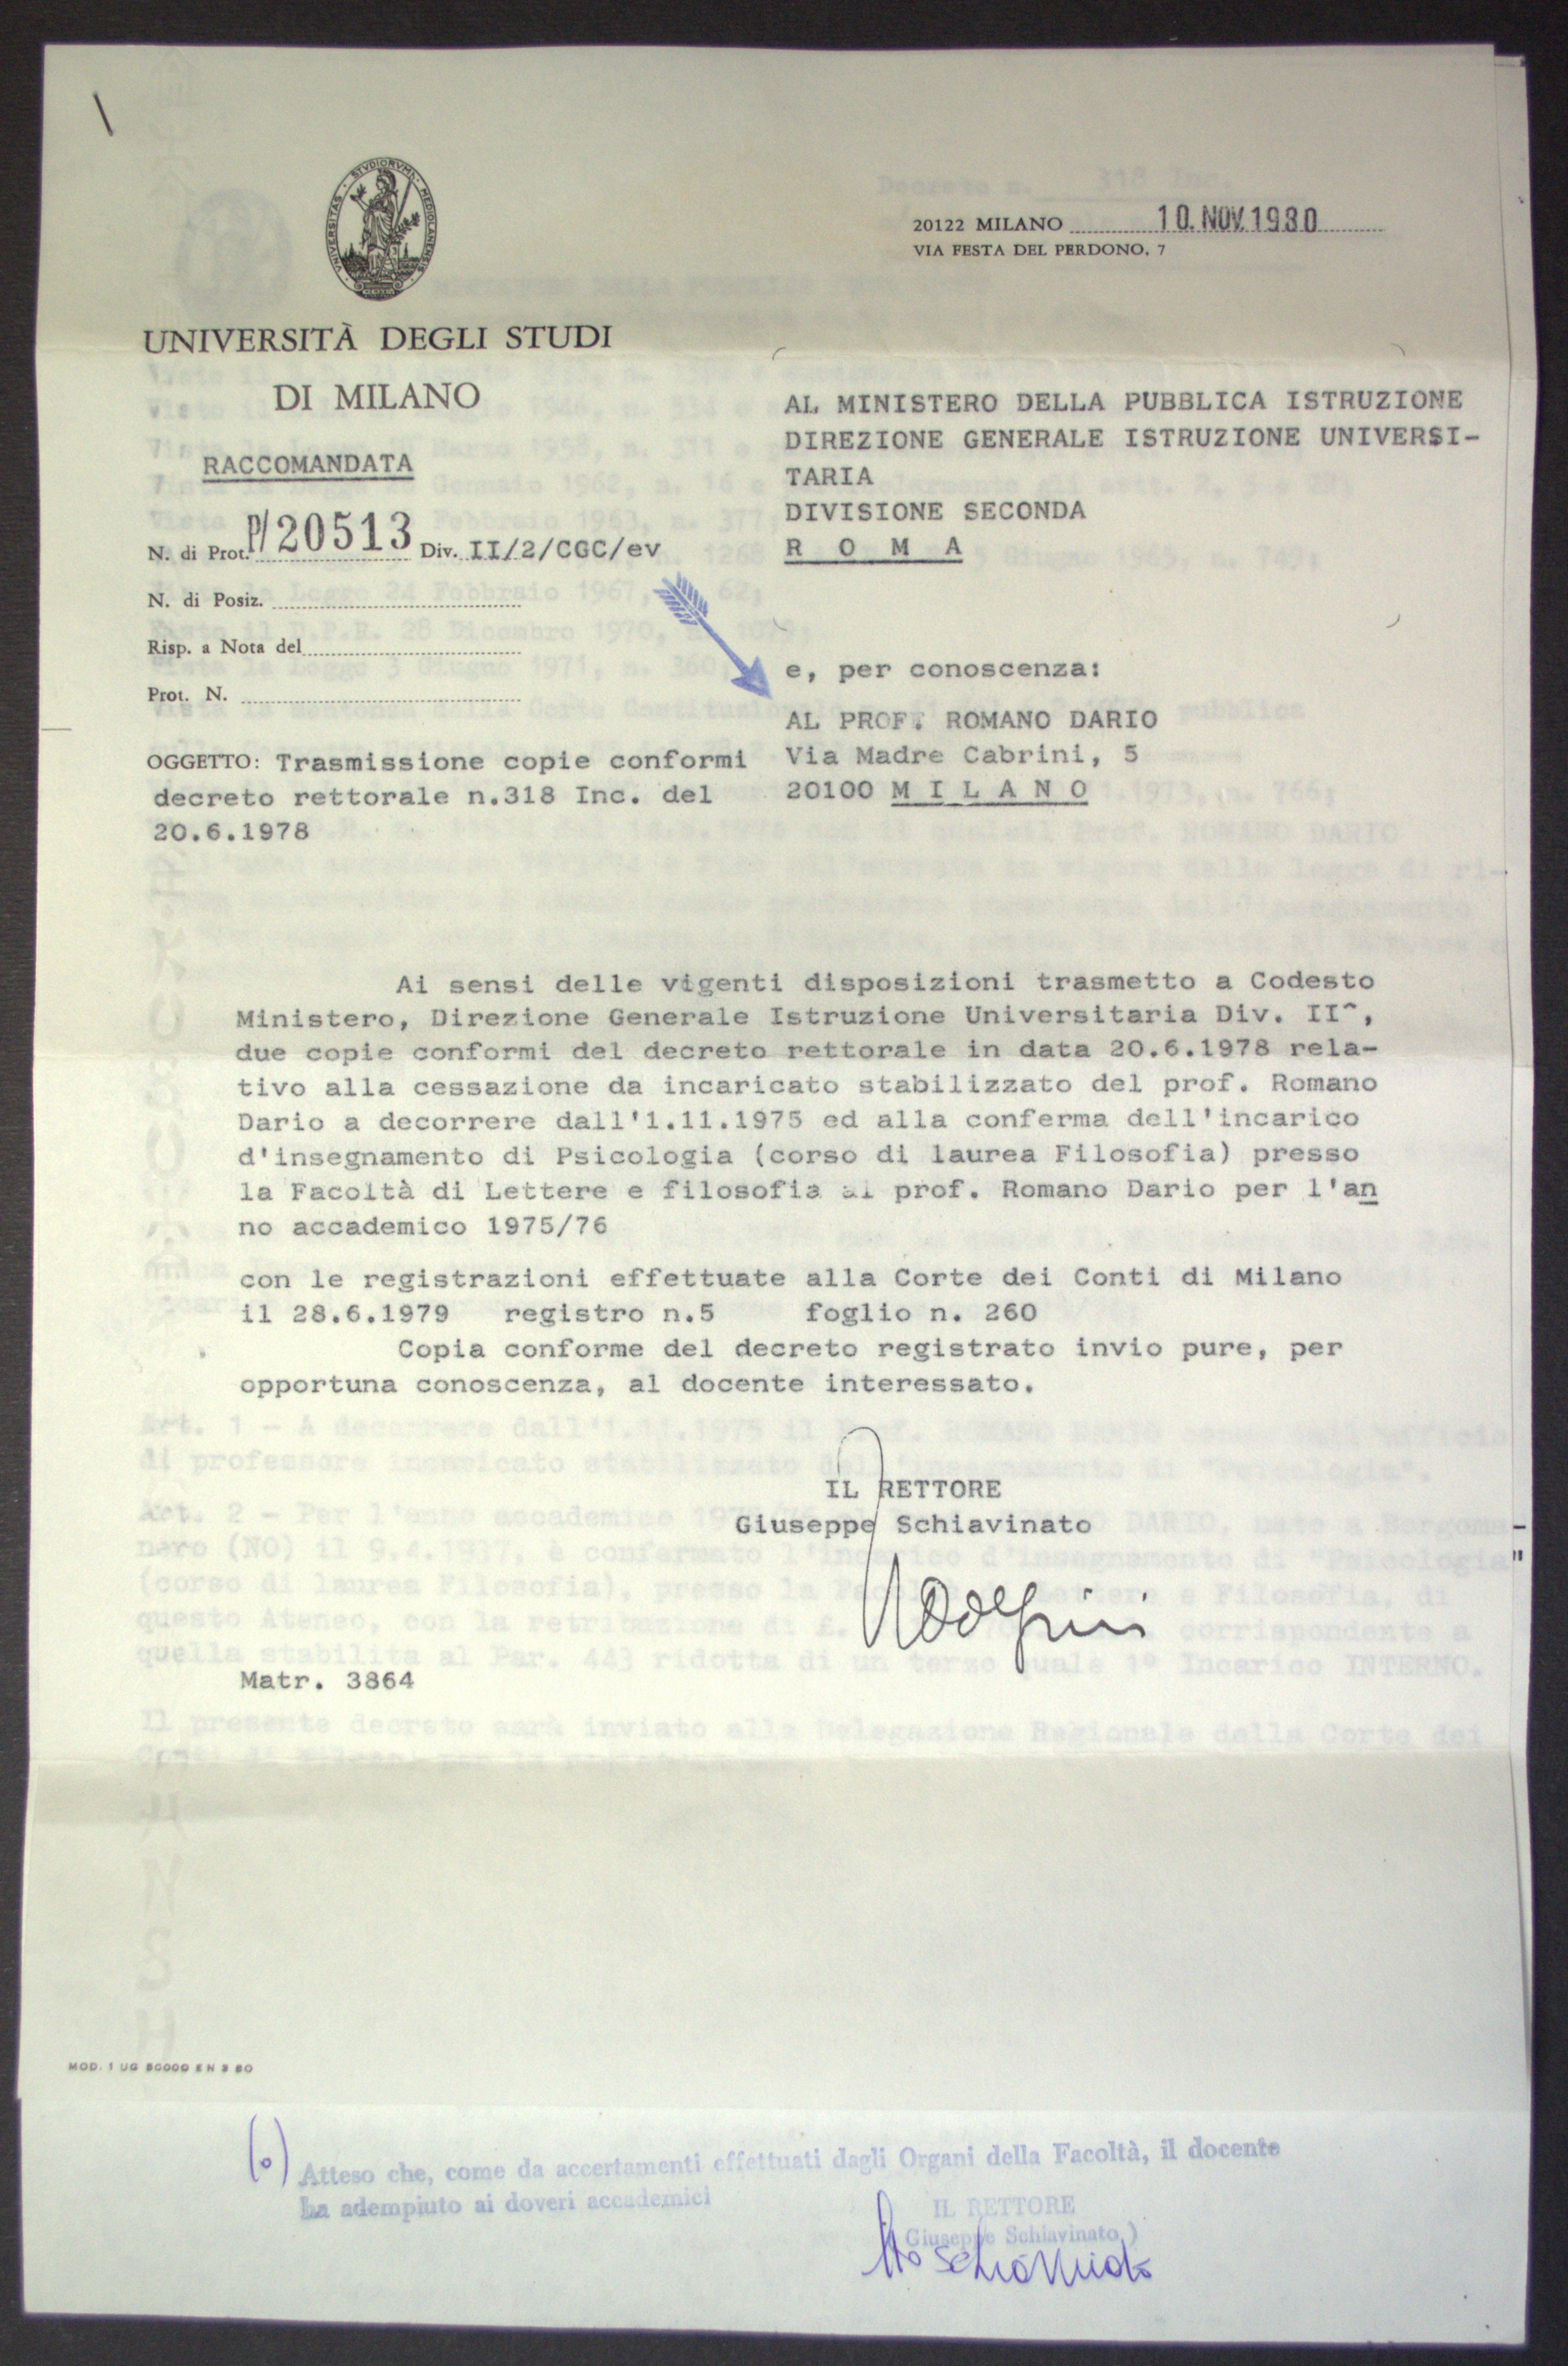 UNIVERSITAS STUDIORUM MEDIOLANENSIS
20122 MILANO 10. NOV. 1980
VIA FESTA DEL PERDONO, 7
UNIVERSITÀ DEGLI STUDI
DI MILANO
RACCOMANDATA
N. di Prot. P/20513 Div. II/2/CGC/ev
N. di Posiz.
Risp. a Nota del
Prot. N.
OGGETTO: Trasmissione copie conformi
decreto rettorale n.318 Inc. del
20.6.1978
AL MINISTERO DELLA PUBBLICA ISTRUZIONE
DIREZIONE GENERALE ISTRUZIONE UNIVERSI-
TARIA
DIVISIONE SECONDA
R O M A
e, per conoscenza:
AL PROF. ROMANO DARIO
Via Madre Cabrini, 5
20100 M I L A N O
Ai sensi delle vigenti disposizioni trasmetto a Codesto
Ministero, Direzione Generale Istruzione Universitaria Div. II^,
due copie conformi del decreto rettorale in data 20.6.1978 rela-
tivo alla cessazione da incaricato stabilizzato del prof. Romano
Dario a decorrere dall'1.11.1975 ed alla conferma dell'incarico
d'insegnamento di Psicologia (corso di laurea Filosofia) presso
la Facoltà di Lettere e filosofia al prof. Romano Dario per l'an
no accademico 1975/76
con le registrazioni effettuate alla Corte dei Conti di Milano
il 28.6.1979 registro n.5 foglio n. 260
Copia conforme del decreto registrato invio pure, per
opportuna conoscenza, al docente interessato.
IL RETTORE
Giuseppe Schiavinato
Matr. 3864
MOD. 1 UG 50000 EN 3 80
(o) Atteso che, come da accertamenti effettuati dagli Organi della Facoltà, il docente
ha adempiuto ai doveri accademici
IL RETTORE
(Giuseppe Schiavinato)